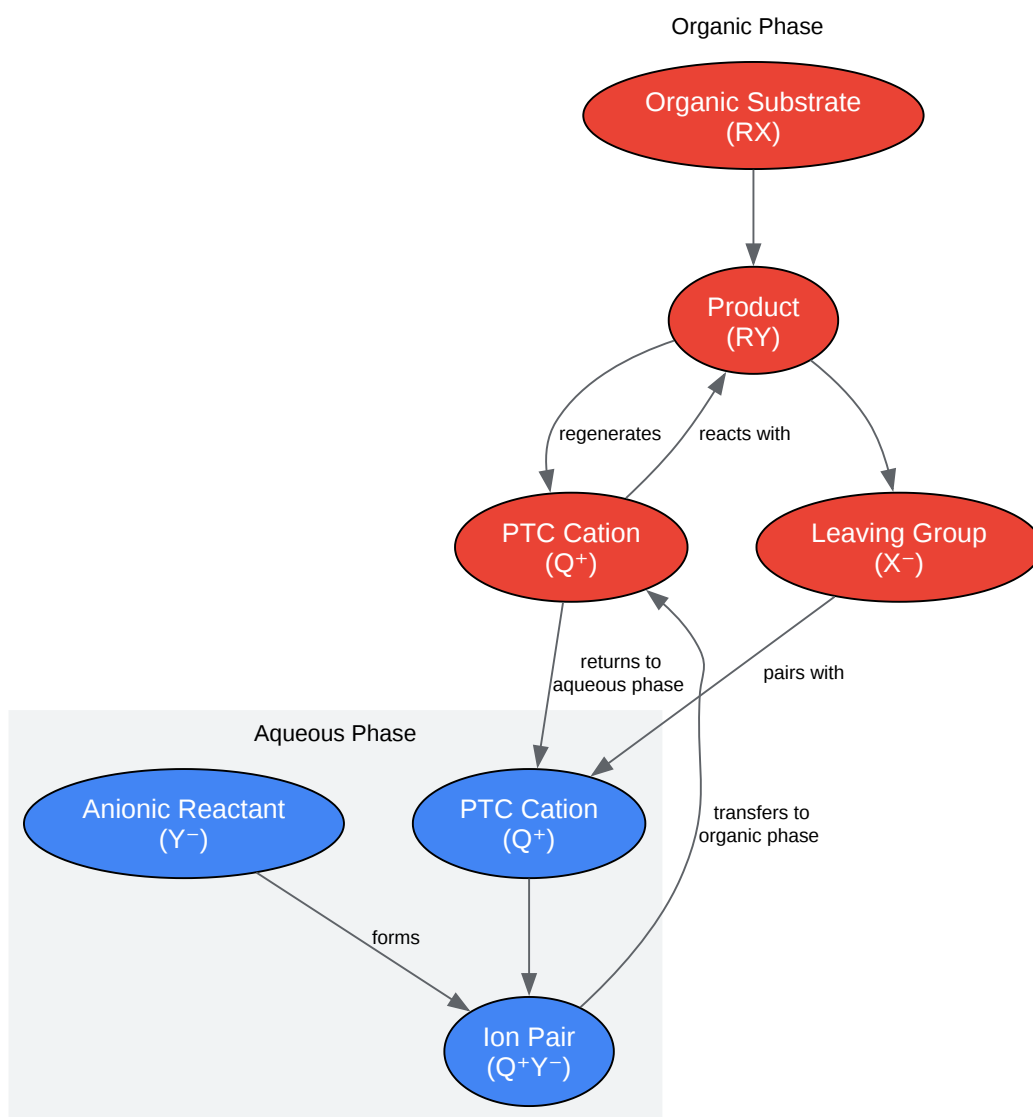 Organic Phase
Organic Substrate
(RX)
Product
(RY)
regenerates
reacts with
PTC Cation
(Q⁺)
Leaving Group
(X⁻)
returns to
aqueous phase
pairs with
Aqueous Phase
Anionic Reactant
(Y⁻)
PTC Cation
(Q⁺)
transfers to
organic phase
forms
Ion Pair
(Q⁺Y⁻)